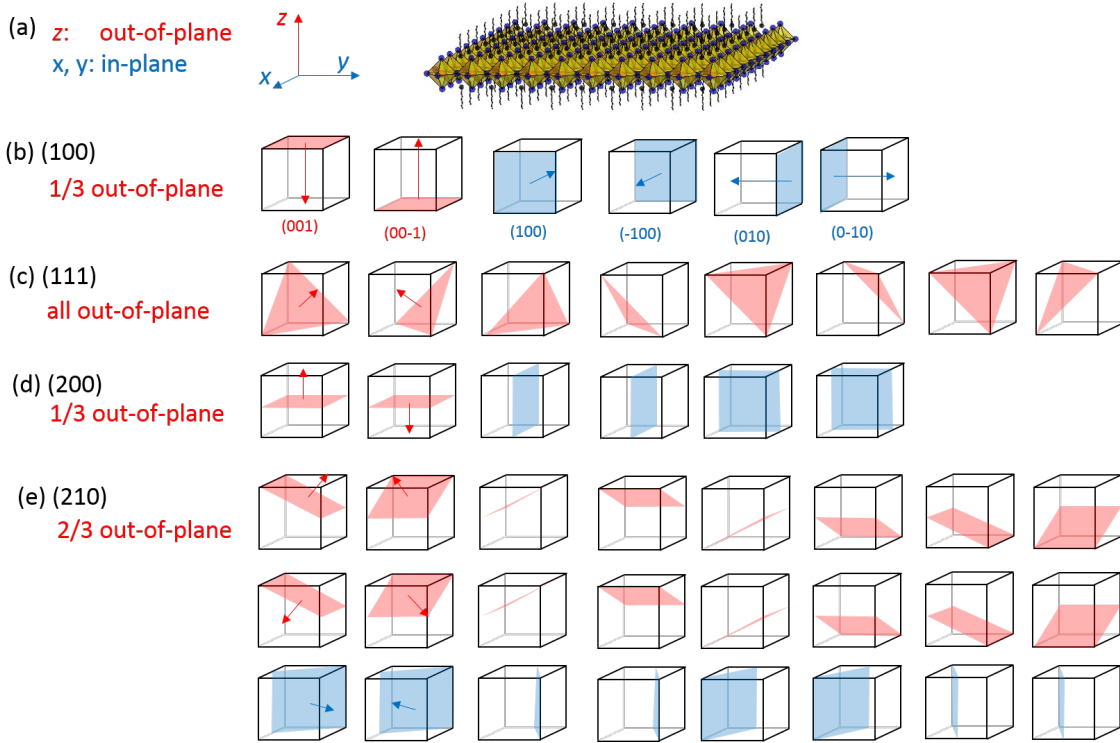 (a) z: out-of-plane
x, y: in-plane
z
y
x
(b) (100)
1/3 out-of-plane
(001) (00-1) (100) (-100) (010) (0-10)
(c) (111)
all out-of-plane
(d) (200)
1/3 out-of-plane
(e) (210)
2/3 out-of-plane